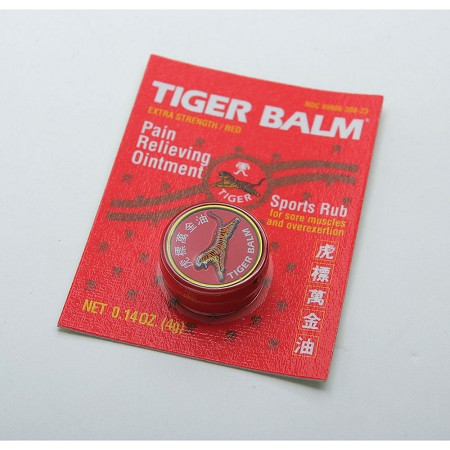 TIGER BALM®
EXTRA STRENGTH / RED
Pain
Relieving
Ointment
TIGER
Sports Rub
for sore muscles
and overexertion
虎標萬金油
虎標萬金油
TIGER BALM
NET 0.14 OZ. (4g)